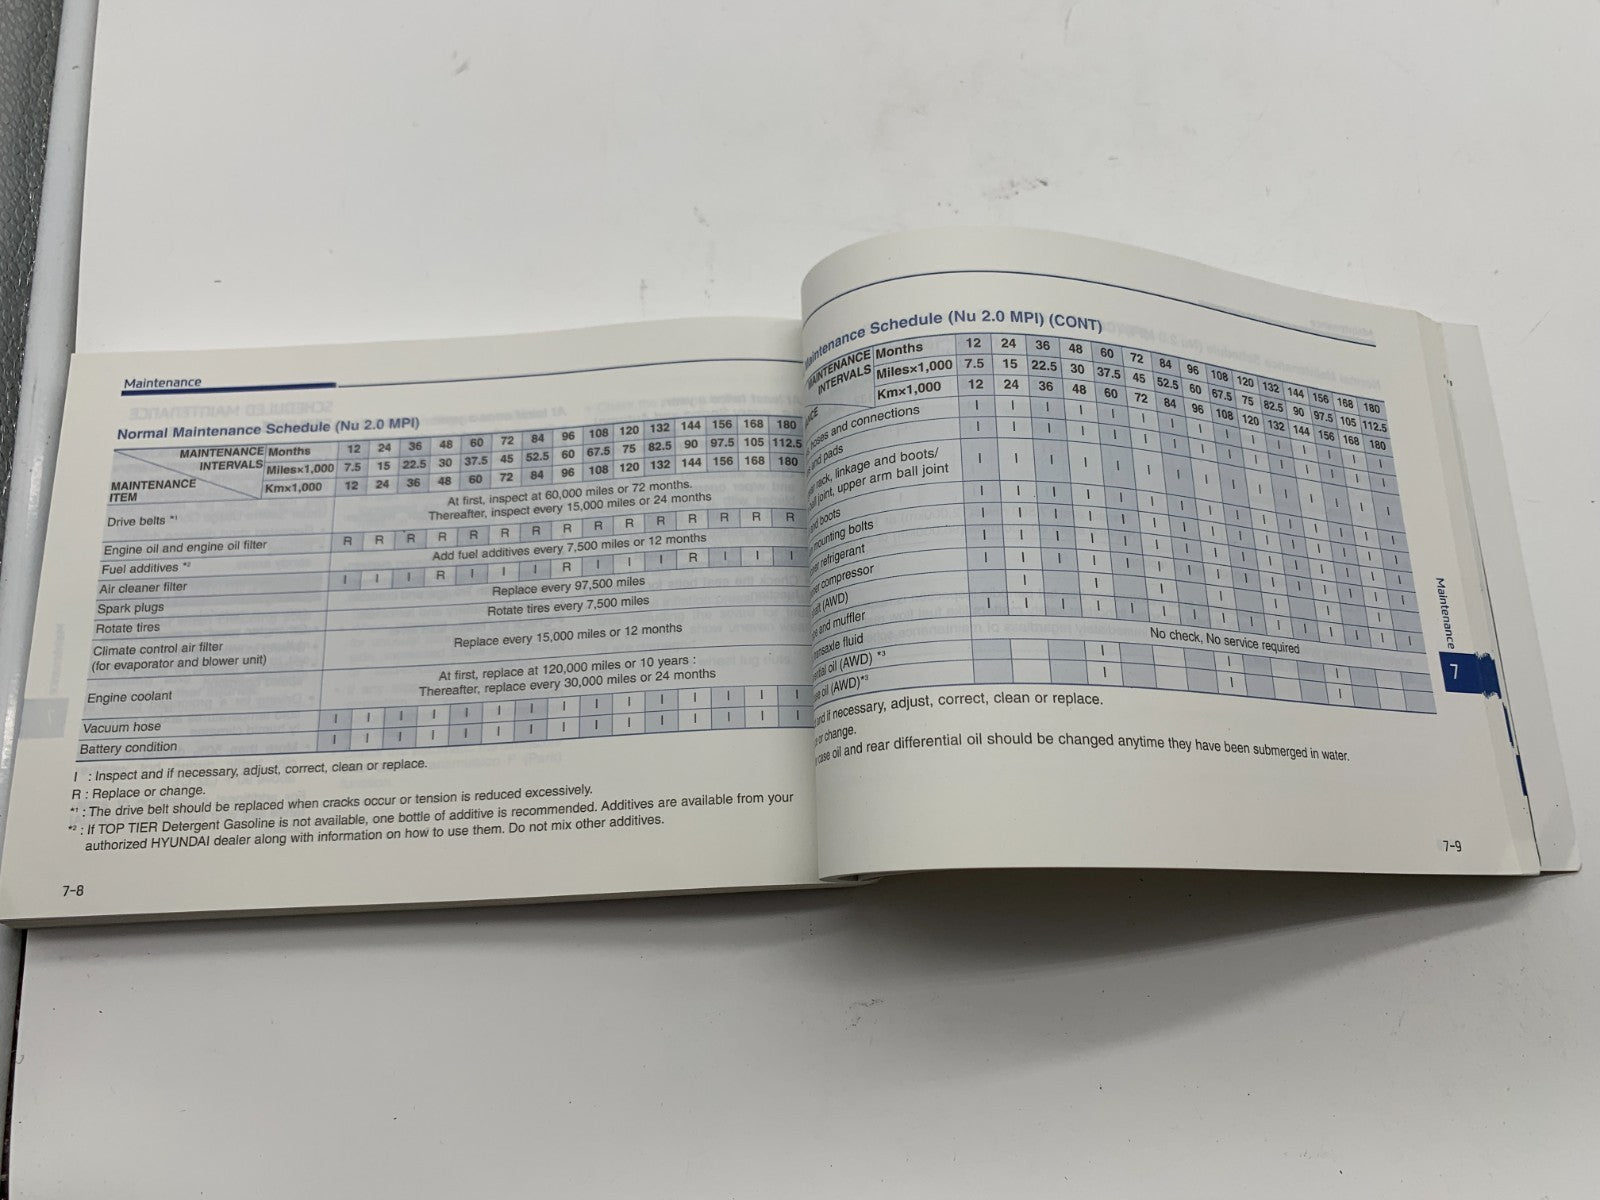 Maintenance
Normal Maintenance Schedule (Nu 2.0 MPI)
MAINTENANCE INTERVALS
MAINTENANCE ITEM
Months 12 24 36 48 60 72 84 96 108 120 132 144 156 168 180
Miles×1,000 7.5 15 22.5 30 37.5 45 52.5 60 67.5 75 82.5 90 97.5 105 112.5
Km×1,000 12 24 36 48 60 72 84 96 108 120 132 144 156 168 180
Drive belts *1 At first, inspect at 60,000 miles or 72 months.
Thereafter, inspect every 15,000 miles or 24 months
Engine oil and engine oil filter R R R R R R R R R R R R R R R
Fuel additives *2 Add fuel additives every 7,500 miles or 12 months
Air cleaner filter I I I R I I I R I I I R I I I
Spark plugs Replace every 97,500 miles
Rotate tires Rotate tires every 7,500 miles
Climate control air filter
(for evaporator and blower unit) Replace every 15,000 miles or 12 months
Engine coolant At first, replace at 120,000 miles or 10 years :
Thereafter, replace every 30,000 miles or 24 months
Vacuum hose I I I I I I I I I I I I I I I
Battery condition I I I I I I I I I I I I I I I
I : Inspect and if necessary, adjust, correct, clean or replace.
R : Replace or change.
*1 : The drive belt should be replaced when cracks occur or tension is reduced excessively.
*2 : If TOP TIER Detergent Gasoline is not available, one bottle of additive is recommended. Additives are available from your
authorized HYUNDAI dealer along with information on how to use them. Do not mix other additives.
7-8
Maintenance Schedule (Nu 2.0 MPI) (CONT)
MAINTENANCE INTERVALS
Months 12 24 36 48 60 72 84 96 108 120 132 144 156 168 180
Miles×1,000 7.5 15 22.5 30 37.5 45 52.5 60 67.5 75 82.5 90 97.5 105 112.5
Km×1,000 12 24 36 48 60 72 84 96 108 120 132 144 156 168 180
hoses and connections I I I I I I I I I I I I I I I
and pads I I I I I I I I I I I I I I I
rack, linkage and boots/
joint, upper arm ball joint I I I I I I I I I I I I I I I
and boots I I I I I I I I I I I I I I I
mounting bolts I I I I I I I I I I I I I I I
refrigerant I I I I I I I I I I I I I I I
compressor I I I I I I I I I I I I I I I
(AWD) I I I I I I I
and muffler I I I I I I I I I I I I I I I
fluid No check, No service required
oil (AWD) *3 I I I
oil (AWD)*3 I I I
and if necessary, adjust, correct, clean or replace.
or change.
case oil and rear differential oil should be changed anytime they have been submerged in water.
Maintenance
7
7-9